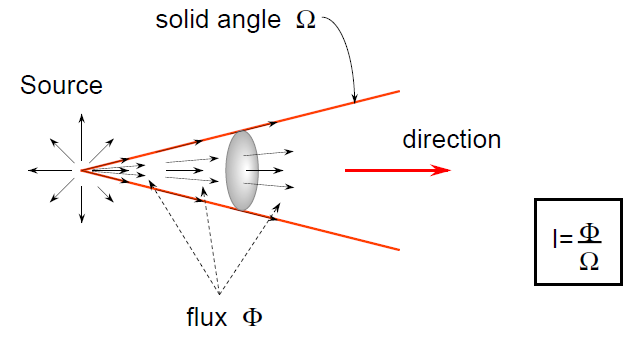 solid angle Ω
Source
direction
flux Φ
I=Φ/Ω